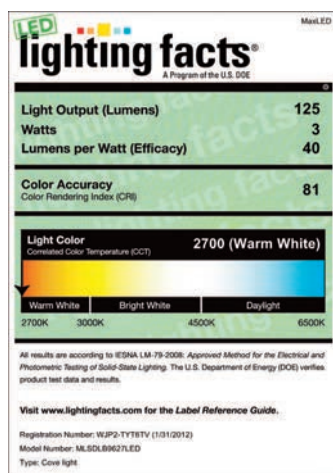 MaxLED
LED
lighting facts®
A Program of the U.S. DOE
Light Output (Lumens) 125
Watts 3
Lumens per Watt (Efficacy) 40
Color Accuracy 81
Color Rendering Index (CRI)
Light Color 2700 (Warm White)
Correlated Color Temperature (CCT)
Warm White Bright White Daylight
2700K 3000K 4500K 6500K
All results are according to IESNA LM-79-2008: Approved Method for the Electrical and
Photometric Testing of Solid-State Lighting. The U.S. Department of Energy (DOE) verifies
product test data and results.
Visit www.lightingfacts.com for the Label Reference Guide.
Registration Number: WJP2-TYT6TV (1/31/2012)
Model Number: MLSDLB9627LED
Type: Cove light